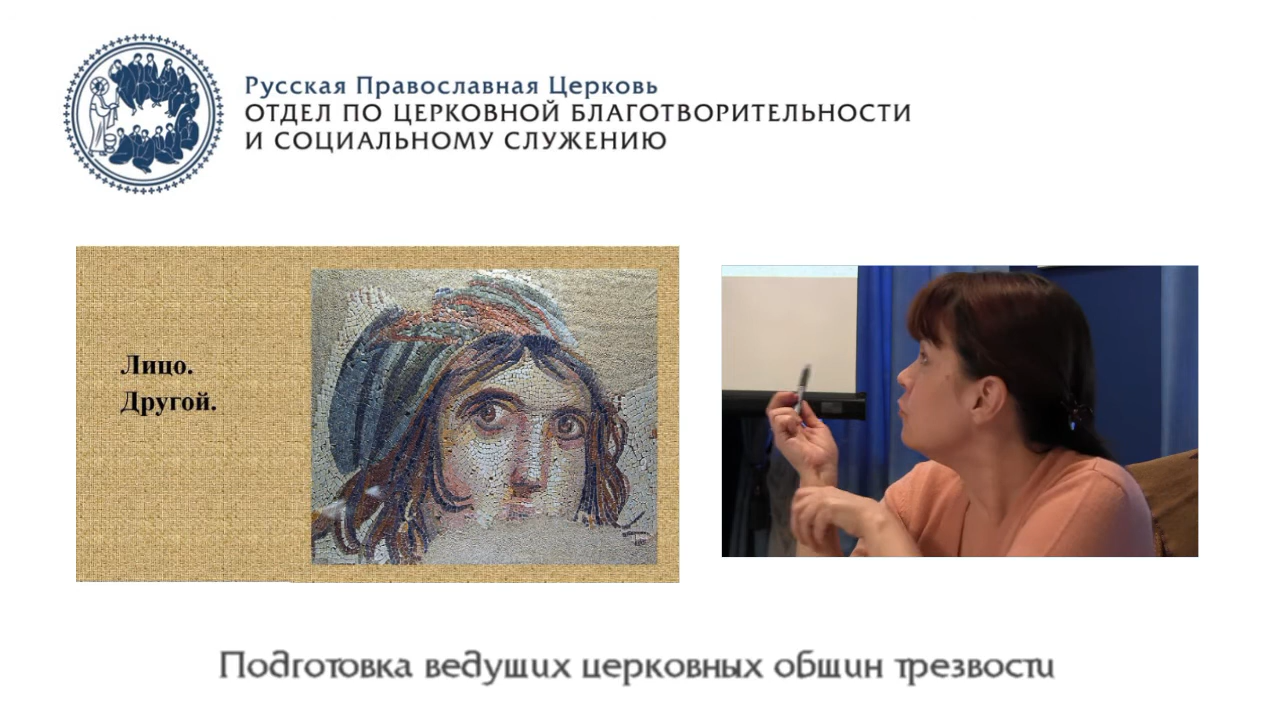 Русская Православная Церковь
ОТДЕЛ ПО ЦЕРКОВНОЙ БЛАГОТВОРИТЕЛЬНОСТИ
И СОЦИАЛЬНОМУ СЛУЖЕНИЮ
Лицо.
Другой.
Подготовка ведущих церковных общин трезвости